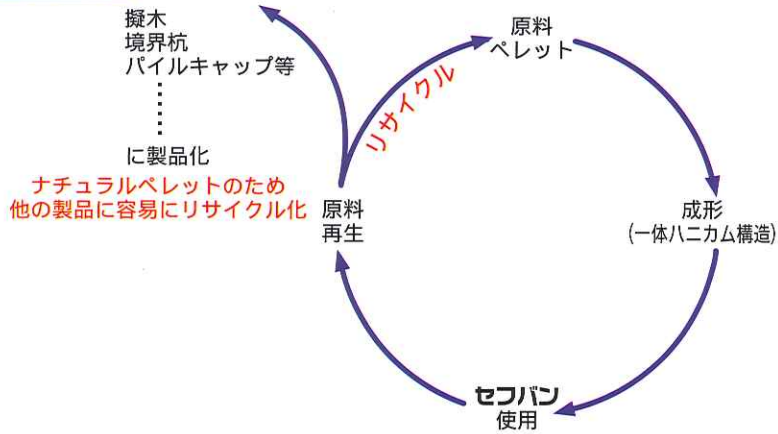 擬木
境界杭
パイルキャップ等
に製品化
ナチュラルペレットのため
他の製品に容易にリサイクル化
リサイクル
原料
ペレット
成形
(一体ハニカム構造)
セフバン
使用
原料
再生